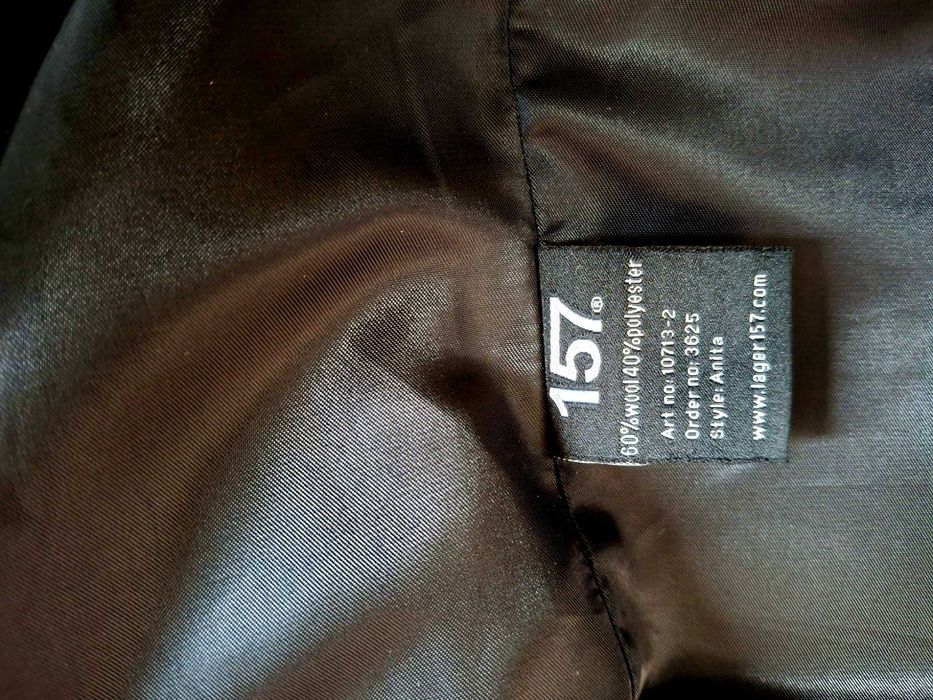 157®
60%wool40%polyester
Art no:10713-2
Order no:3625
Style:Anita
www.lager157.com